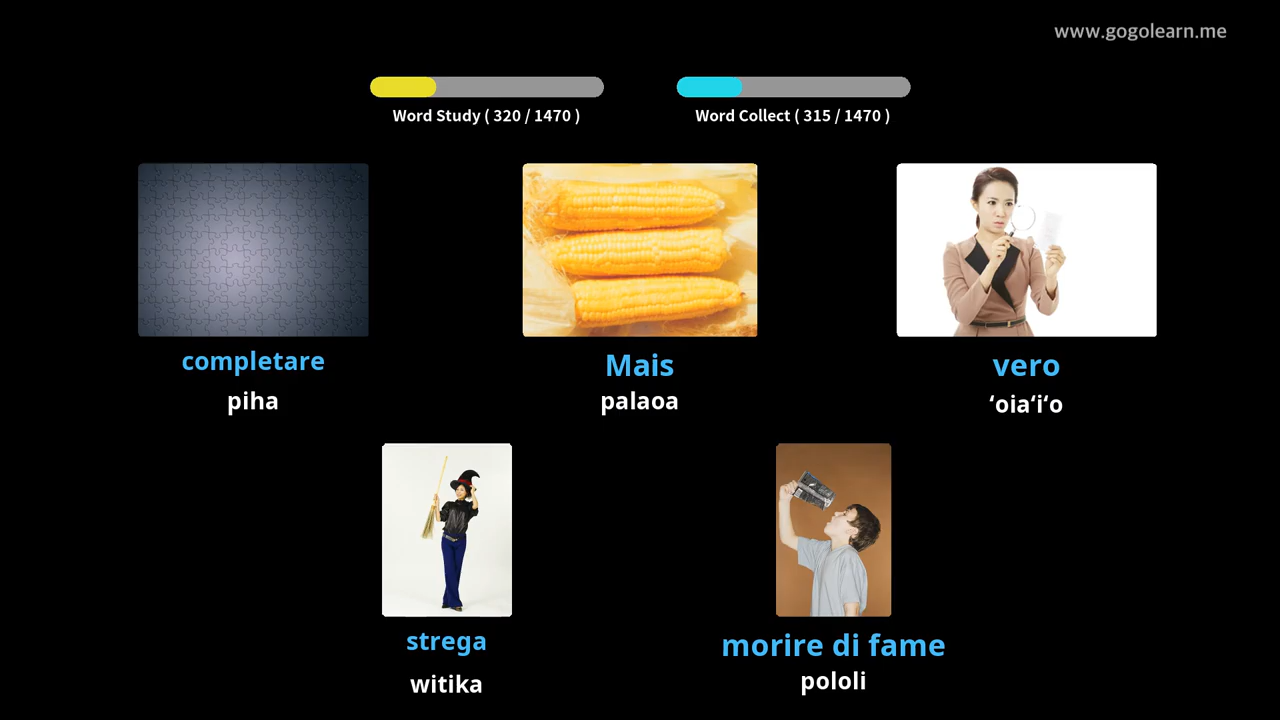 www.gogolearn.me
Word Study ( 320 / 1470 )
Word Collect ( 315 / 1470 )
completare
piha
Mais
palaoa
vero
ʻoiaʻiʻo
strega
witika
morire di fame
pololi